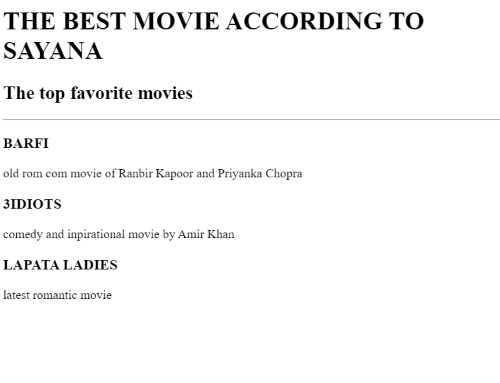 THE BEST MOVIE ACCORDING TO
SAYANA
The top favorite movies
BARFI
old rom com movie of Ranbir Kapoor and Priyanka Chopra
3IDIOTS
comedy and inpirational movie by Amir Khan
LAPATA LADIES
latest romantic movie